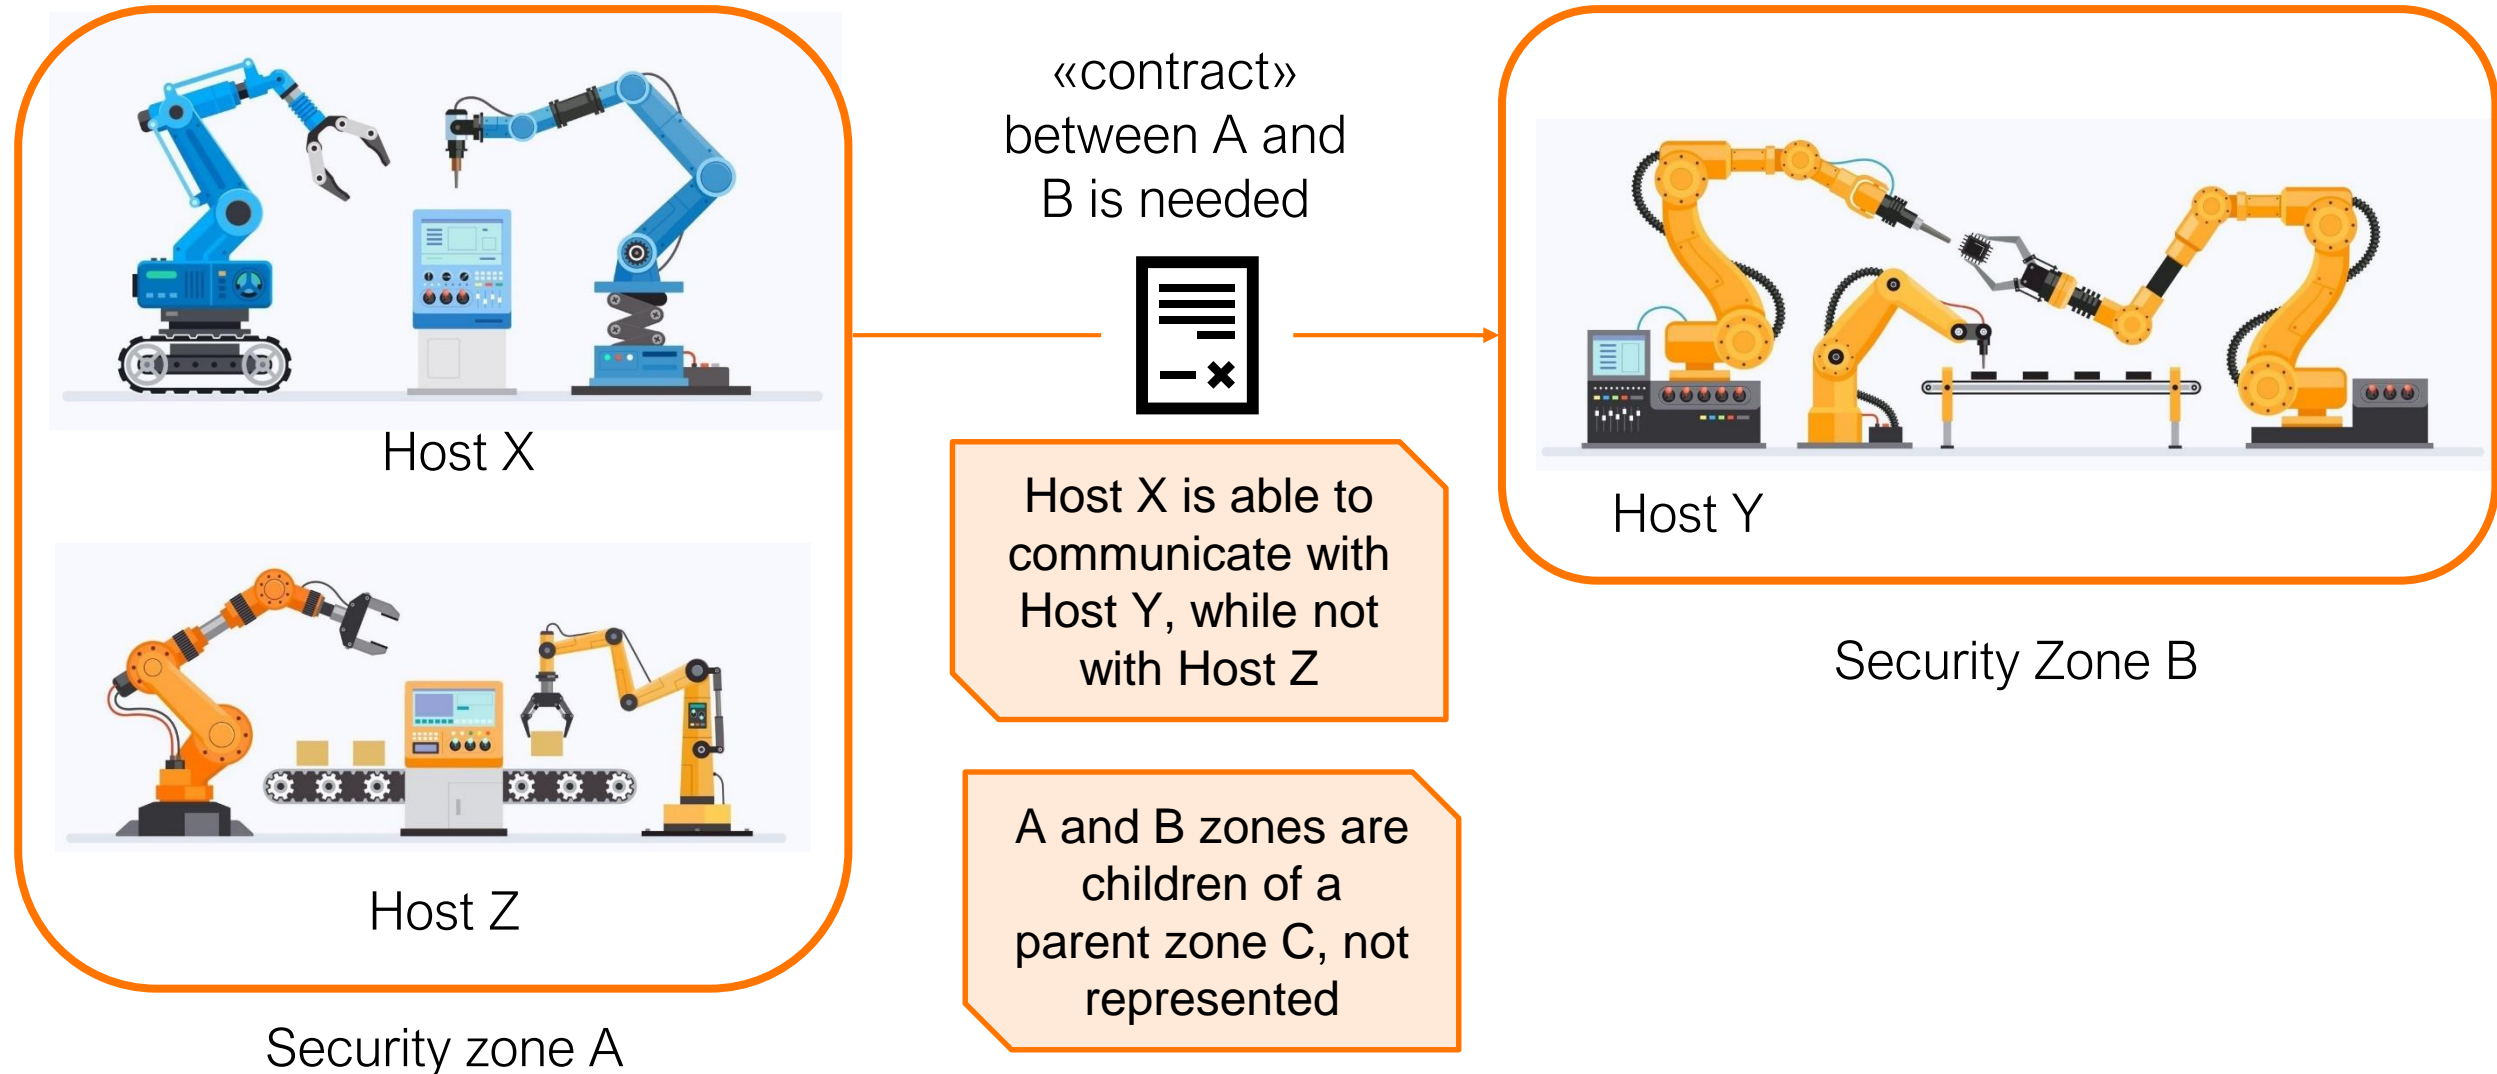 «contract»
between A and
B is needed
Host X
Host Y
Host X is able to
communicate with
Host Y, while not
with Host Z
Security Zone B
A and B zones are
children of a
parent zone C, not
represented
Host Z
Security zone A